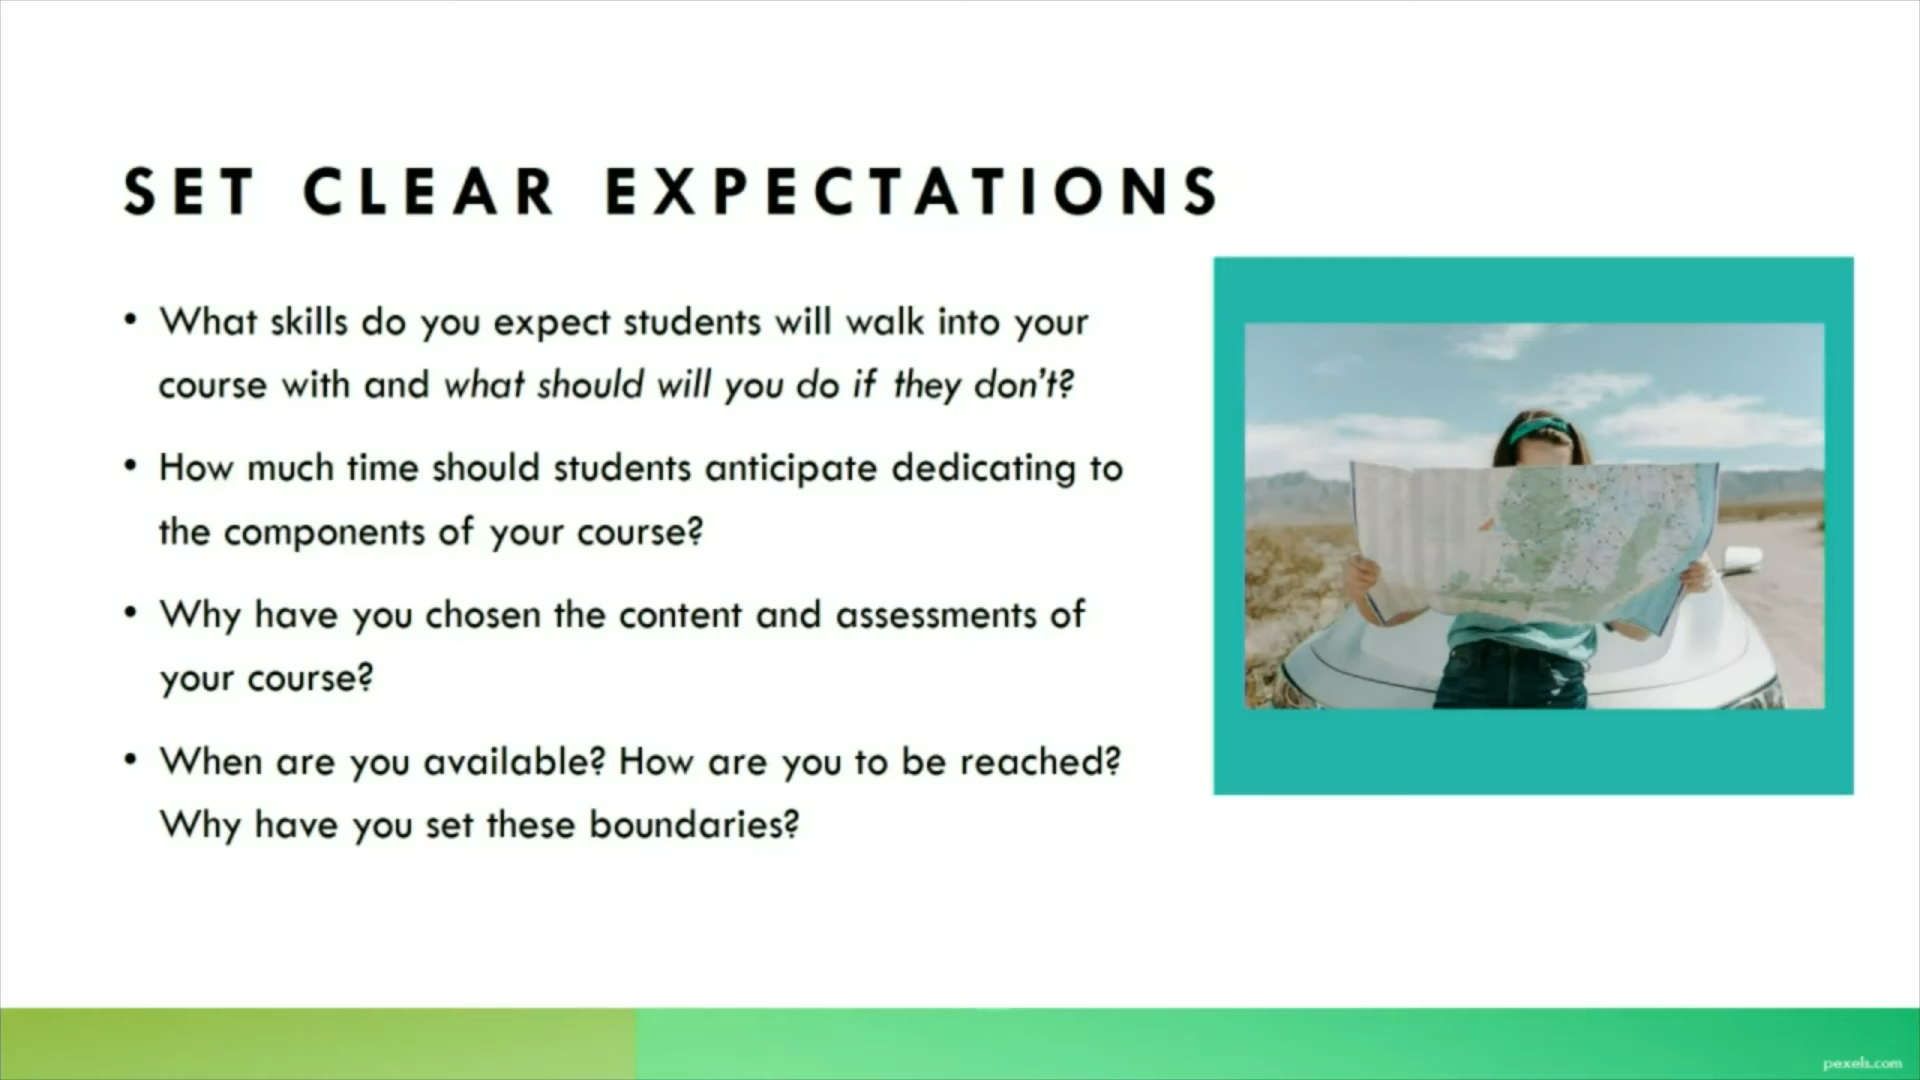 SET CLEAR EXPECTATIONS
• What skills do you expect students will walk into your
course with and what should will you do if they don't?
• How much time should students anticipate dedicating to
the components of your course?
• Why have you chosen the content and assessments of
your course?
• When are you available? How are you to be reached?
Why have you set these boundaries?
pexels.com